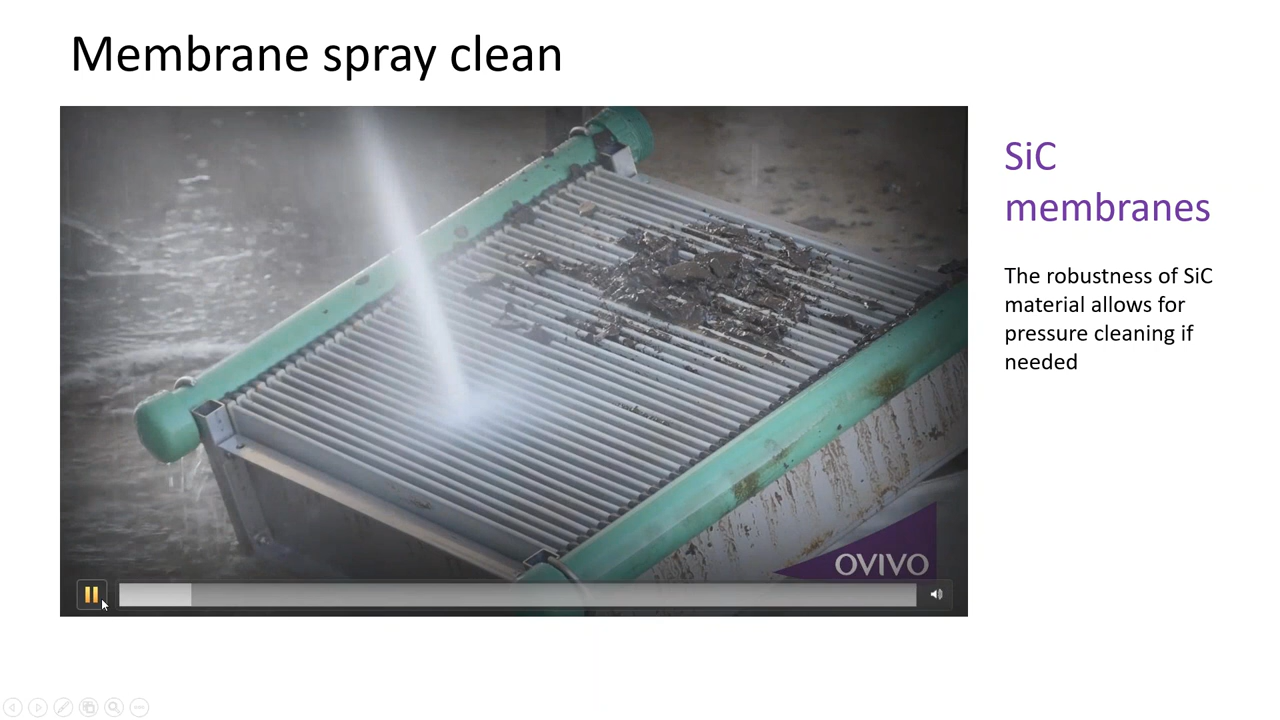 Membrane spray clean
SiC
membranes
The robustness of SiC
material allows for
pressure cleaning if
needed
OVIVO